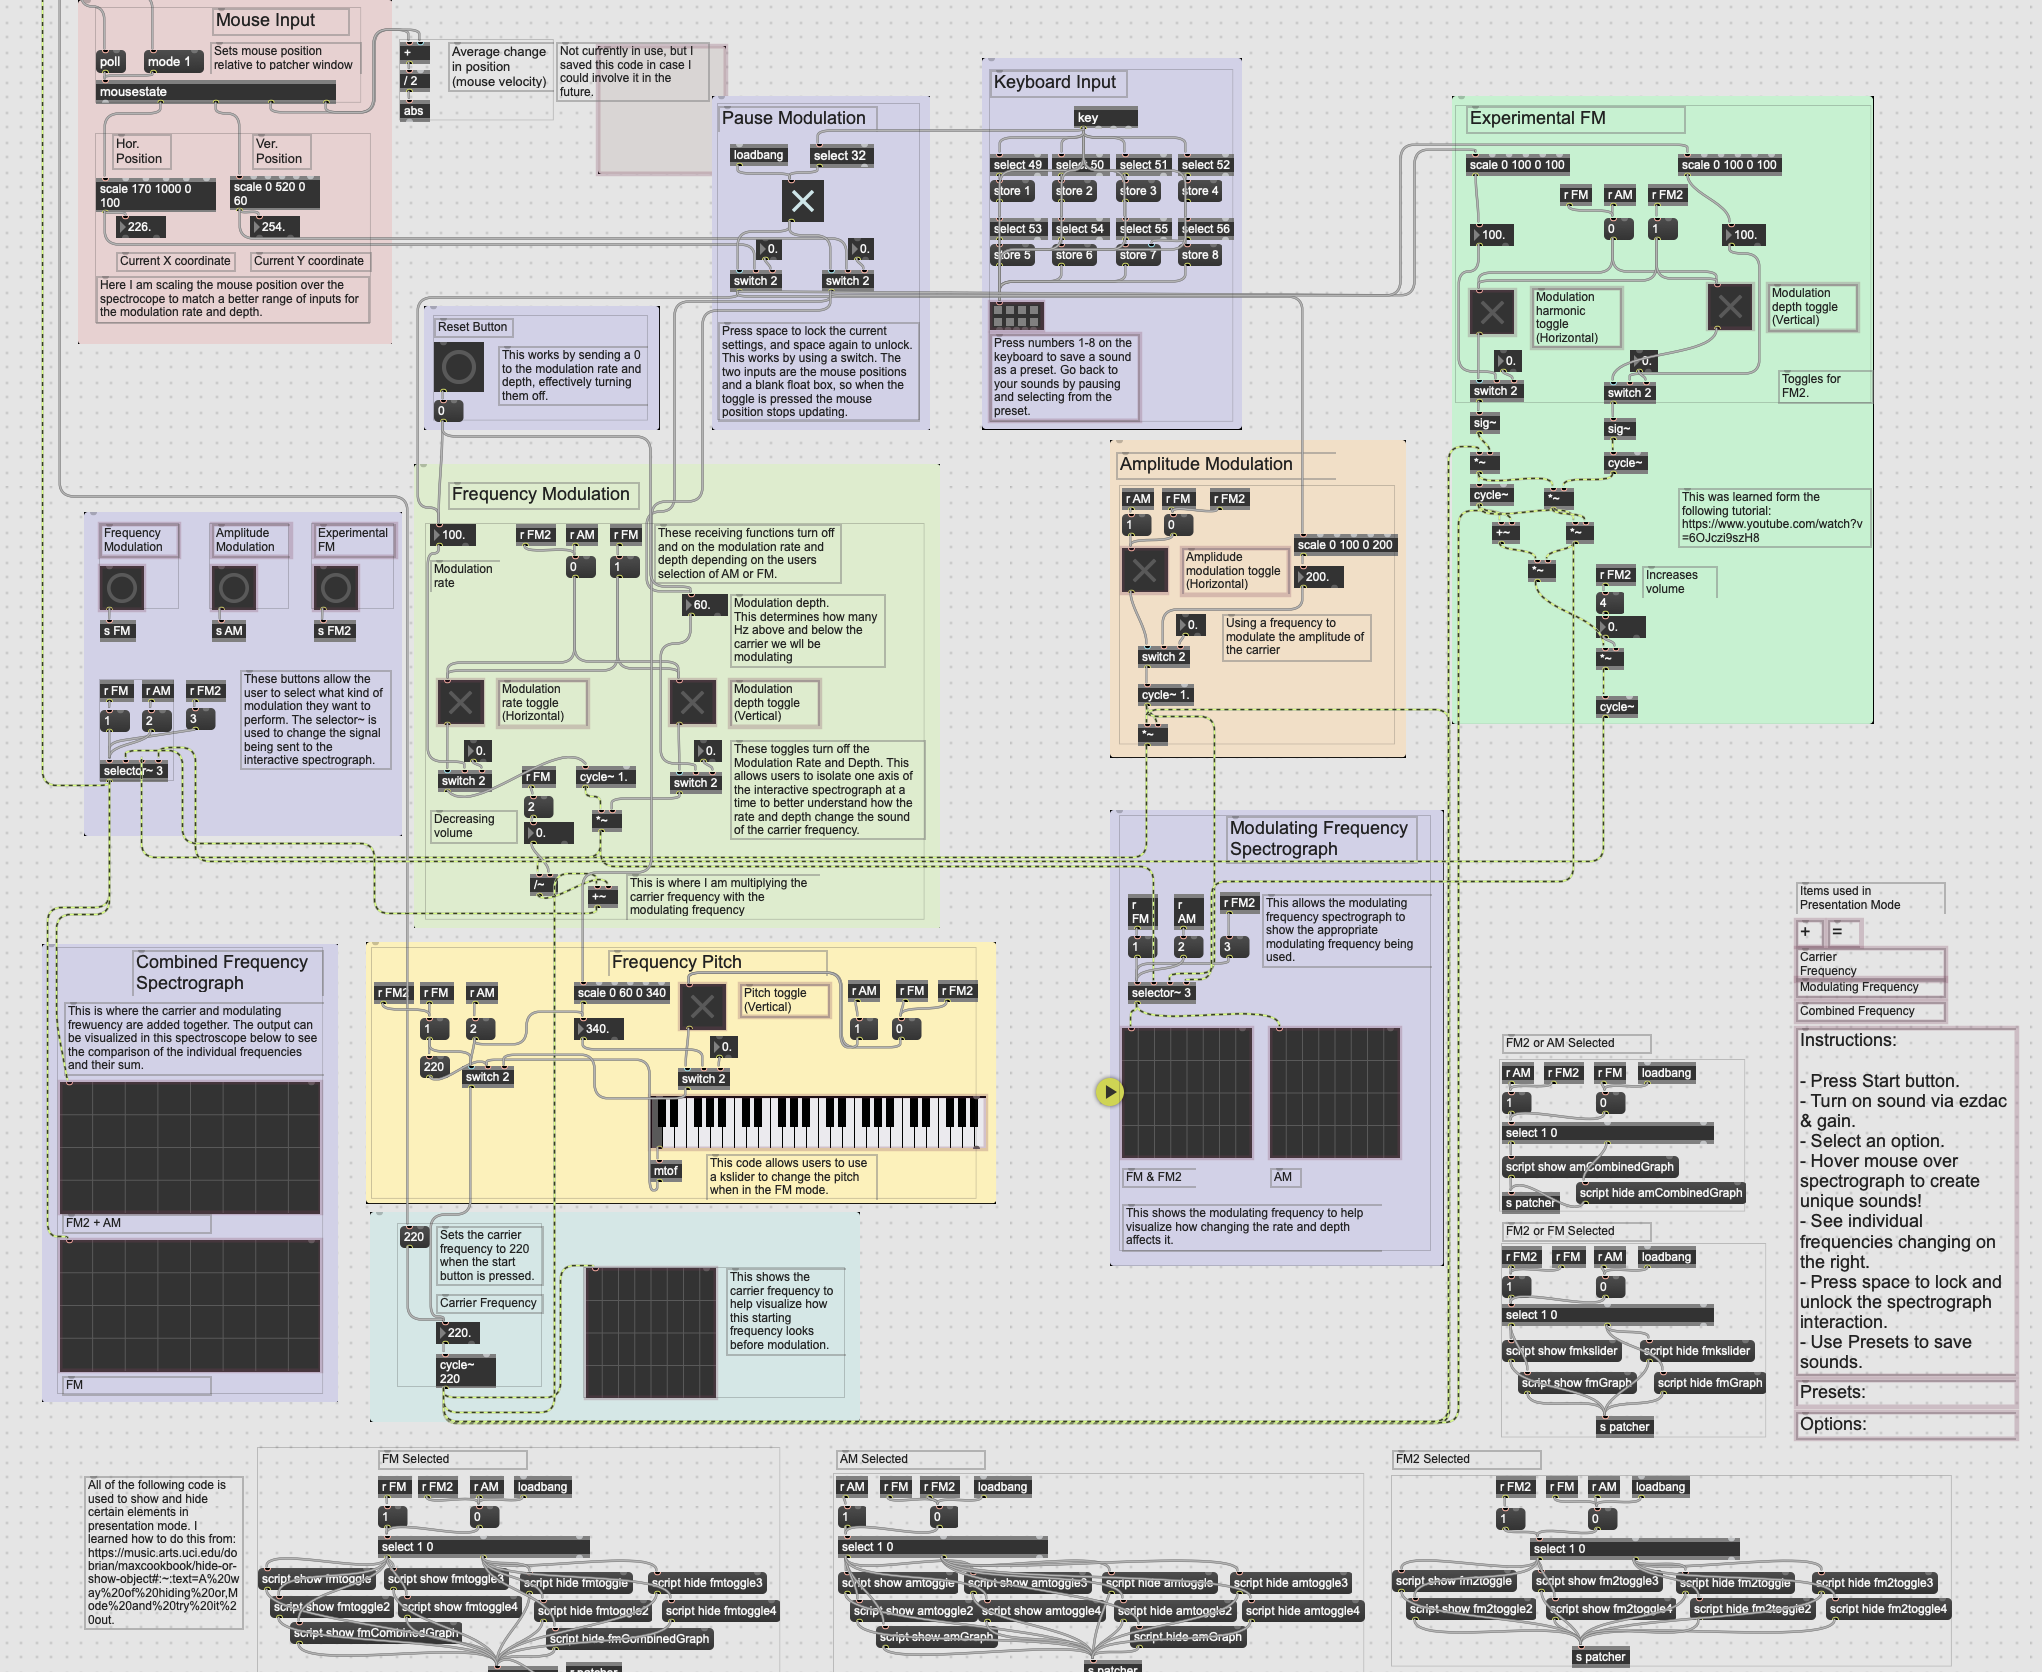 Mouse Input
poll
mode 1
Sets mouse position
relative to patcher window
mousestate
Hor.
Position
Ver.
Position
scale 170 1000 0
100
scale 0 520 0
60
226.
254.
Current X coordinate
Current Y coordinate
Here I am scaling the mouse position over the
spectrocope to match a better range of inputs for
the modulation rate and depth.
+
/ 2
abs
Average change
in position
(mouse velocity)
Not currently in use, but I
saved this code in case I
could involve it in the
future.
Pause Modulation
loadbang
select 32
0.
0.
switch 2
switch 2
Press space to lock the current
settings, and space again to unlock.
This works by using a switch. The
two inputs are the mouse positions
and a blank float box, so when the
toggle is pressed the mouse
position stops updating.
Keyboard Input
key
select 49
select 50
select 51
select 52
store 1
store 2
store 3
store 4
select 53
select 54
select 55
select 56
store 5
store 6
store 7
store 8
Press numbers 1-8 on the
keyboard to save a sound
as a preset. Go back to
your sounds by pausing
and selecting from the
preset.
Experimental FM
scale 0 100 0 100
scale 0 100 0 100
r FM
r AM
r FM2
0
1
100.
100.
Modulation
harmonic
toggle
(Horizontal)
Modulation
depth toggle
(Vertical)
0.
0.
switch 2
switch 2
Toggles for
FM2.
sig~
sig~
*~
cycle~
cycle~
*~
+~
*~
*~
This was learned form the
following tutorial:
https://www.youtube.com/watch?v
=6OJczi9szH8
r FM2
Increases
volume
4
0.
*~
cycle~
Reset Button
This works by sending a 0
to the modulation rate and
depth, effectively turning
them off.
0
Frequency Modulation
100.
Modulation
rate
r FM2
r AM
r FM
0
1
These receiving functions turn off
and on the modulation rate and
depth depending on the users
selection of AM or FM.
60.
Modulation depth.
This determines how many
Hz above and below the
carrier we wll be
modulating
Modulation
rate toggle
(Horizontal)
Modulation
depth toggle
(Vertical)
0.
0.
switch 2
switch 2
r FM
cycle~ 1.
2
0.
*~
Decreasing
volume
These toggles turn off the
Modulation Rate and Depth. This
allows users to isolate one axis of
the interactive spectrograph at a
time to better understand how the
rate and depth change the sound
of the carrier frequency.
/~
+~
This is where I am multiplying the
carrier frequency with the
modulating frequency
Amplitude Modulation
r AM
r FM
r FM2
1
0
Amplidude
modulation toggle
(Horizontal)
scale 0 100 0 200
200.
0.
Using a frequency to
modulate the amplitude of
the carrier
switch 2
cycle~ 1.
*~
Frequency
Modulation
Amplitude
Modulation
Experimental
FM
s FM
s AM
s FM2
r FM
r AM
r FM2
1
2
3
selector~ 3
These buttons allow the
user to select what kind of
modulation they want to
perform. The selector~ is
used to change the signal
being sent to the
interactive spectrograph.
Modulating Frequency
Spectrograph
r
FM
r
AM
r FM2
1
2
3
selector~ 3
This allows the modulating
frequency spectrograph to
show the appropriate
modulating frequency being
used.
FM & FM2
AM
This shows the modulating frequency to help
visualize how changing the rate and depth
affects it.
Combined Frequency
Spectrograph
This is where the carrier and modulating
frewuency are added together. The output can
be visualized in this spectroscope below to see
the comparison of the individual frequencies
and their sum.
FM2 + AM
FM
Frequency Pitch
r FM2
r FM
r AM
1
2
220
switch 2
scale 0 60 0 340
340.
Pitch toggle
(Vertical)
0.
switch 2
r AM
r FM
r FM2
1
0
mtof
This code allows users to use
a kslider to change the pitch
when in the FM mode.
220
Sets the carrier
frequency to 220
when the start
button is pressed.
Carrier Frequency
220.
cycle~
220
This shows the
carrier frequency to
help visualize how
this starting
frequency looks
before modulation.
Items used in
Presentation Mode
+
=
Carrier
Frequency
Modulating Frequency
Combined Frequency
Instructions:
- Press Start button.
- Turn on sound via ezdac
& gain.
- Select an option.
- Hover mouse over
spectrograph to create
unique sounds!
- See individual
frequencies changing on
the right.
- Press space to lock and
unlock the spectrograph
interaction.
- Use Presets to save
sounds.
Presets:
Options:
FM2 or AM Selected
r AM
r FM2
r FM
loadbang
1
0
select 1 0
script show amCombinedGraph
script hide amCombinedGraph
s patcher
FM2 or FM Selected
r FM2
r FM
r AM
loadbang
1
0
select 1 0
script show fmkslider
script hide fmkslider
script show fmGraph
script hide fmGraph
s patcher
All of the following code is
used to show and hide
certain elements in
presentation mode. I
learned how to do this from:
https://music.arts.uci.edu/do
brian/maxcookbook/hide-or-
show-object#:~:text=A%20w
ay%20of%20hiding%20or,M
ode%20and%20try%20it%2
0out.
FM Selected
r FM
r FM2
r AM
loadbang
1
0
select 1 0
script show fmtoggle
script show fmtoggle3
script hide fmtoggle
script hide fmtoggle3
script show fmtoggle2
script show fmtoggle4
script hide fmtoggle2
script hide fmtoggle4
script show fmCombinedGraph
script hide fmCombinedGraph
r patcher
AM Selected
r AM
r FM
r FM2
loadbang
1
0
select 1 0
script show amtoggle
script show amtoggle3
script hide amtoggle
script hide amtoggle3
script show amtoggle2
script show amtoggle4
script hide amtoggle2
script hide amtoggle4
script show amGraph
script hide amGraph
s patcher
FM2 Selected
r FM2
r FM
r AM
loadbang
1
0
select 1 0
script show fm2toggle
script show fm2toggle3
script hide fm2toggle
script hide fm2toggle3
script show fm2toggle2
script show fm2toggle4
script hide fm2toggle2
script hide fm2toggle4
s patcher